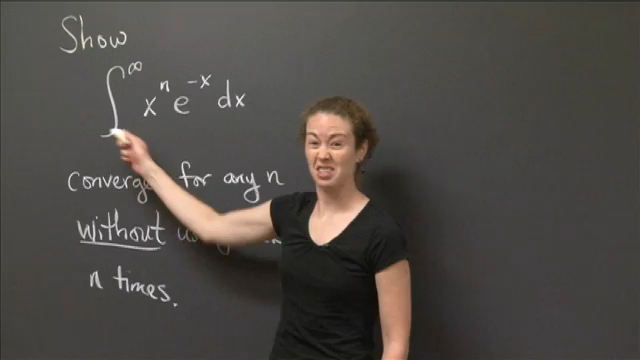 Show
∫^∞ x^n e^-x dx
for any n
without
n times.